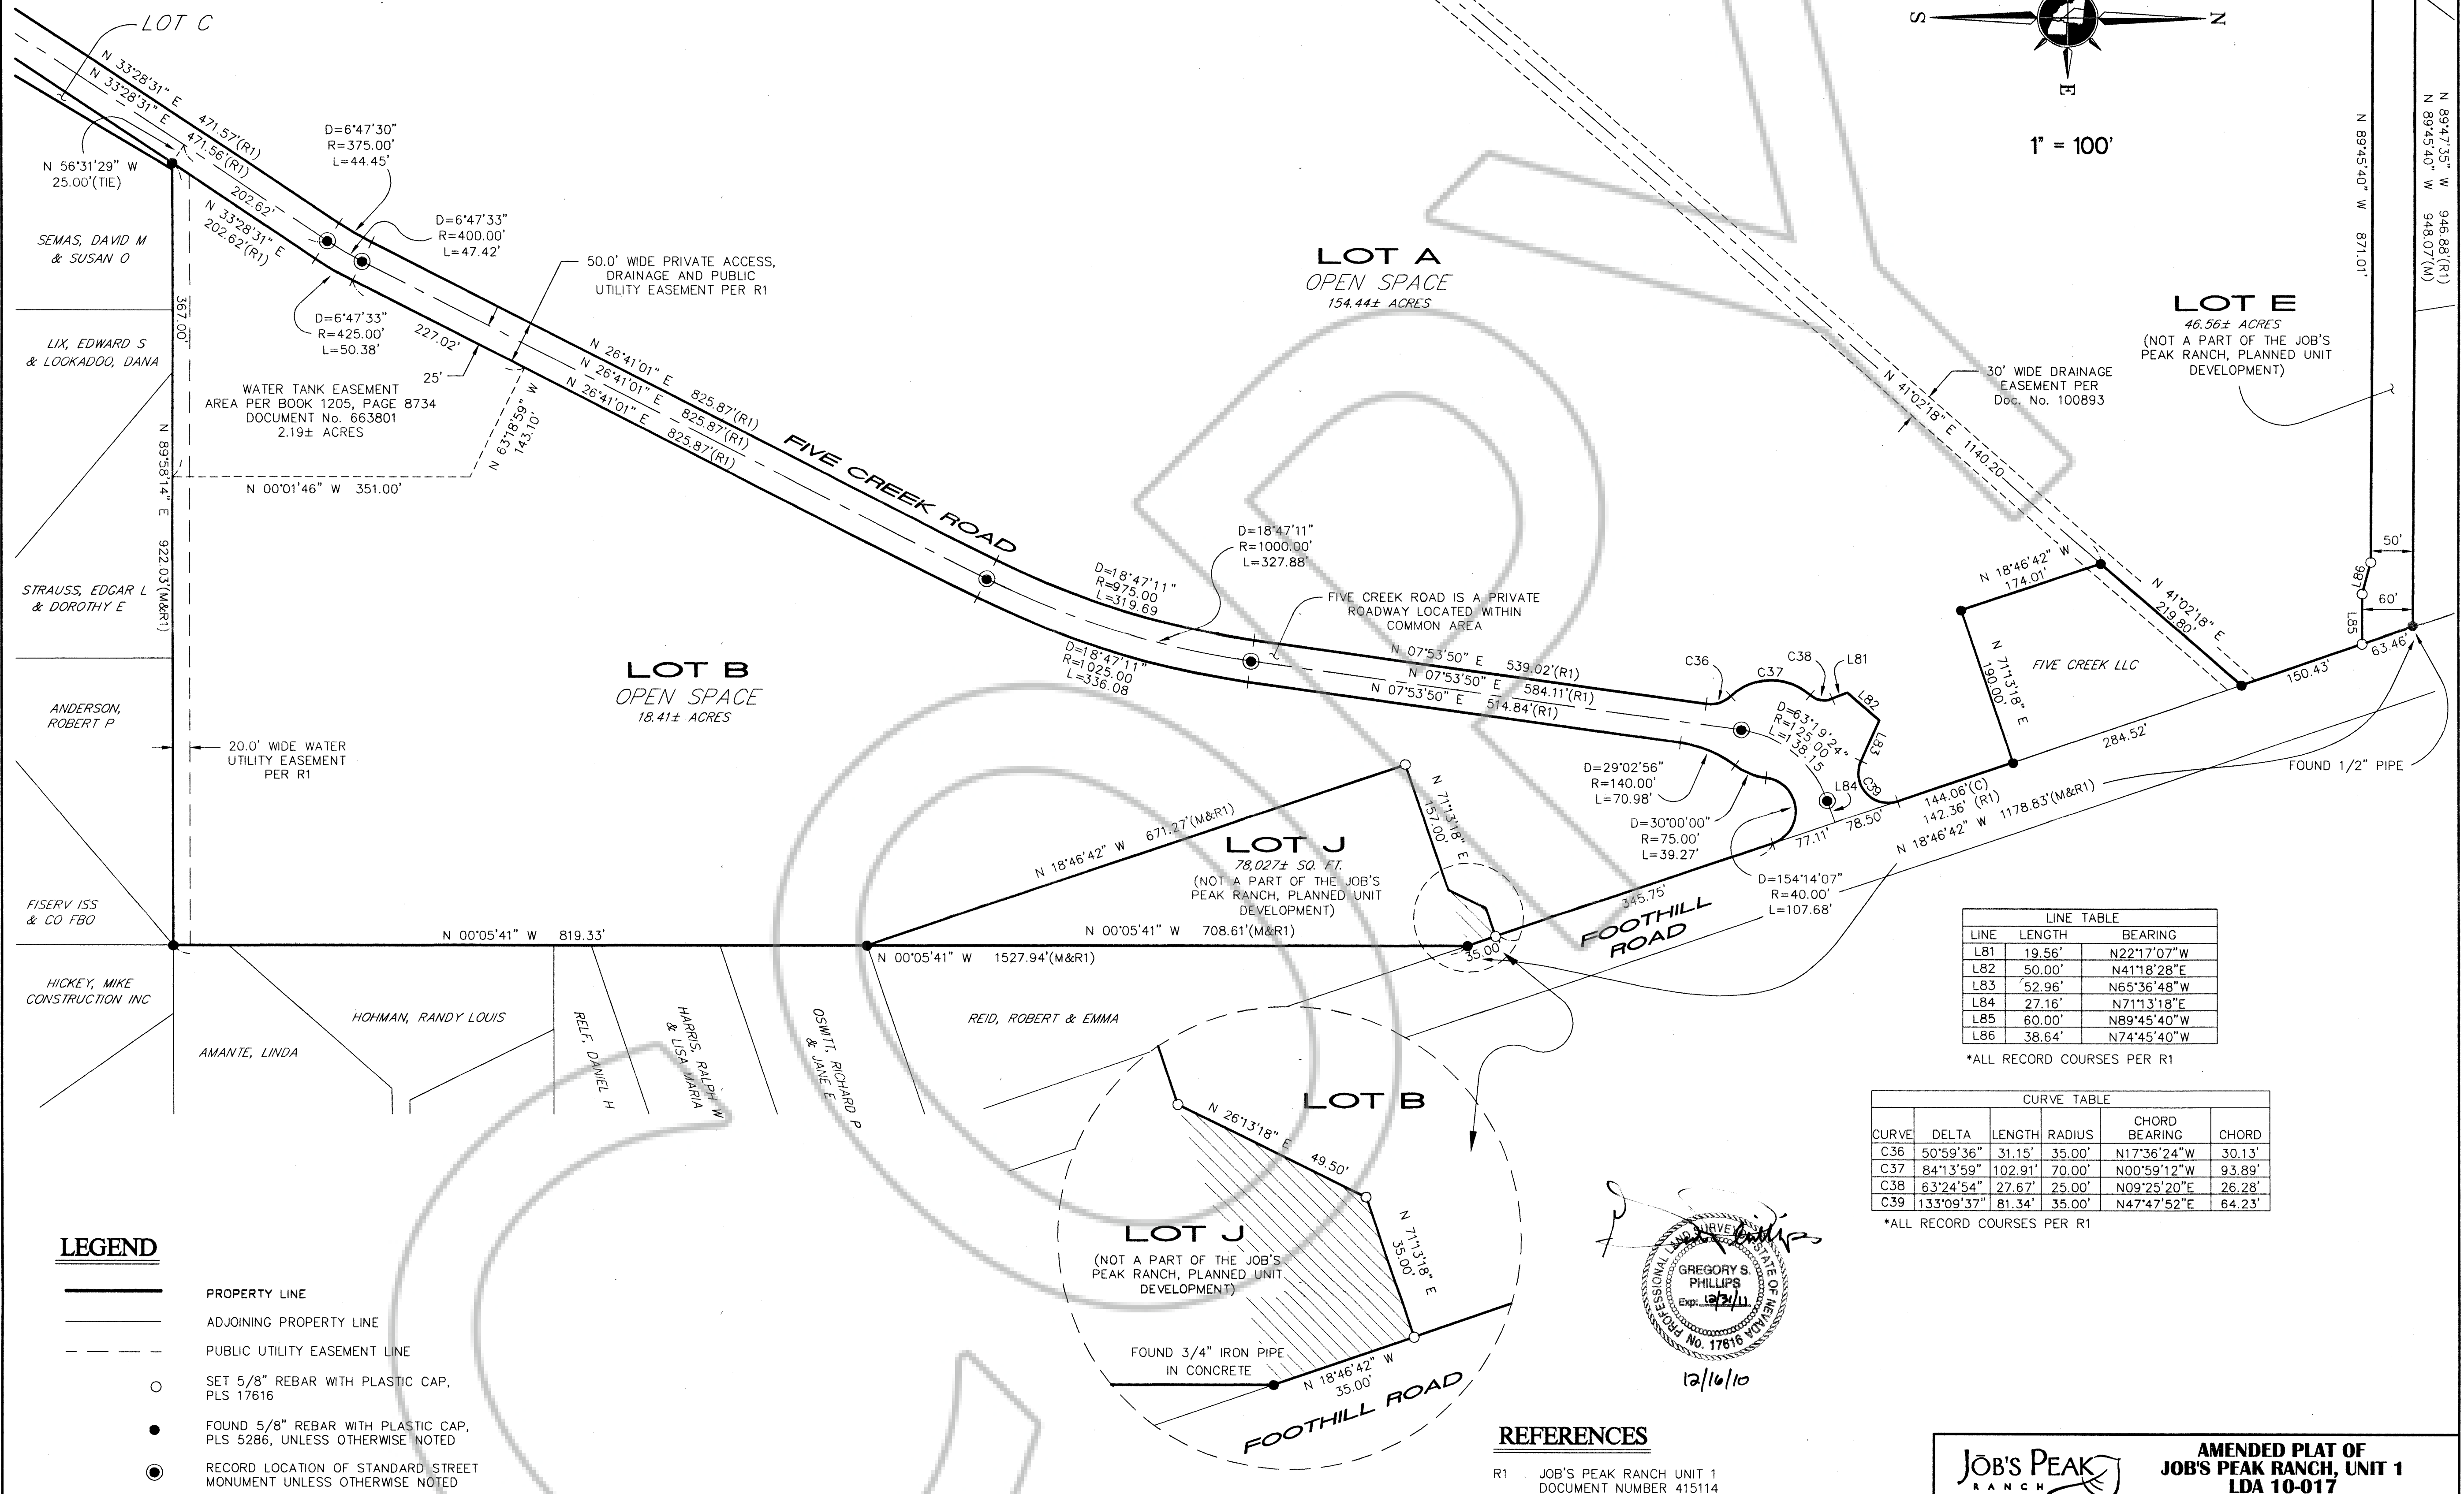 LOT C
N 33°28'31" E 471.57'(R1)
N 33°28'31" E 471.56'(R1)
202.62'
N 33°28'31" E
202.62'(R1)
N 56°31'29" W
25.00'(TIE)
D=6°47'30"
R=375.00'
L=44.45'
D=6°47'33"
R=400.00'
L=47.42'
D=6°47'33"
R=425.00'
L=50.38'
50.0' WIDE PRIVATE ACCESS,
DRAINAGE AND PUBLIC
UTILITY EASEMENT PER R1
227.02'
25'
SEMAS, DAVID M
& SUSAN O
367.00'
LIX, EDWARD S
& LOOKADOO, DANA
WATER TANK EASEMENT
AREA PER BOOK 1205, PAGE 8734
DOCUMENT No. 663801
2.19± ACRES
N 63°18'59" W
143.10'
N 00°01'46" W 351.00'
N 89°58'14" E 922.03'(M&R1)
STRAUSS, EDGAR L
& DOROTHY E
ANDERSON,
ROBERT P
20.0' WIDE WATER
UTILITY EASEMENT
PER R1
FISERV ISS
& CO FBO
HICKEY, MIKE
CONSTRUCTION INC
N 26°41'01" E 825.87'(R1)
N 26°41'01" E 825.87'(R1)
N 26°41'01" E 825.87'(R1)
FIVE CREEK ROAD
LOT A
OPEN SPACE
154.44± ACRES
S
N
E
1" = 100'
LOT E
46.56± ACRES
(NOT A PART OF THE JOB'S
PEAK RANCH, PLANNED UNIT
DEVELOPMENT)
N 89°45'40" W 871.01'
N 89°47'35" W 946.88'(R1)
N 89°45'40" W 948.07'(M)
30' WIDE DRAINAGE
EASEMENT PER
Doc. No. 100893
N 41°02'18" E 1140.20
N 18°46'42" W
174.01'
N 41°02'18" E
219.80'
N 71°13'18" E
190.00'
FIVE CREEK LLC
50'
L86
60'
L85
63.46'
150.43'
284.52'
FOUND 1/2" PIPE
D=18°47'11"
R=1000.00'
L=327.88'
D=18°47'11"
R=975.00
L=319.69
D=18°47'11"
R=1025.00
L=336.08
FIVE CREEK ROAD IS A PRIVATE
ROADWAY LOCATED WITHIN
COMMON AREA
N 07°53'50" E 539.02'(R1)
N 07°53'50" E 584.11'(R1)
N 07°53'50" E 514.84'(R1)
C36
C37
C38
L81
L82
L83
C39
L84
D=63°19'24"
R=125.00
L=138.15
D=29°02'56"
R=140.00'
L=70.98'
D=30°00'00"
R=75.00'
L=39.27'
D=154°14'07"
R=40.00'
L=107.68'
77.11'
78.50'
144.06'(C)
142.36' (R1)
N 18°46'42" W 1178.83'(M&R1)
345.75'
FOOTHILL
ROAD
LOT B
OPEN SPACE
18.41± ACRES
N 18°46'42" W 671.27'(M&R1)
LOT J
78,027± SQ. FT.
(NOT A PART OF THE JOB'S
PEAK RANCH, PLANNED UNIT
DEVELOPMENT)
N 71°13'18" E
157.00'
N 00°05'41" W 819.33'
N 00°05'41" W 708.61'(M&R1)
N 00°05'41" W 1527.94'(M&R1)
35.00'
AMANTE, LINDA
HOHMAN, RANDY LOUIS
RELF, DANIEL H
HARRIS, RALPH W
& LISA MARIA
OSWITT, RICHARD P
& JANE E
REID, ROBERT & EMMA
LINE TABLE
LINE LENGTH BEARING
L81 19.56' N22°17'07"W
L82 50.00' N41°18'28"E
L83 52.96' N65°36'48"W
L84 27.16' N71°13'18"E
L85 60.00' N89°45'40"W
L86 38.64' N74°45'40"W
*ALL RECORD COURSES PER R1
CURVE TABLE
CURVE DELTA LENGTH RADIUS CHORD BEARING CHORD
C36 50°59'36" 31.15' 35.00' N17°36'24"W 30.13'
C37 84°13'59" 102.91' 70.00' N00°59'12"W 93.89'
C38 63°24'54" 27.67' 25.00' N09°25'20"E 26.28'
C39 133°09'37" 81.34' 35.00' N47°47'52"E 64.23'
*ALL RECORD COURSES PER R1
LOT B
N 26°13'18" E
49.50'
N 71°13'18" E
35.00'
LOT J
(NOT A PART OF THE JOB'S
PEAK RANCH, PLANNED UNIT
DEVELOPMENT)
FOUND 3/4" IRON PIPE
IN CONCRETE
N 18°46'42" W
35.00'
FOOTHILL ROAD
PROFESSIONAL LAND SURVEYOR STATE OF NEVADA
GREGORY S.
PHILLIPS
Exp: 12/31/11
No. 17616
12/16/10
LEGEND
PROPERTY LINE
ADJOINING PROPERTY LINE
PUBLIC UTILITY EASEMENT LINE
SET 5/8" REBAR WITH PLASTIC CAP,
PLS 17616
FOUND 5/8" REBAR WITH PLASTIC CAP,
PLS 5286, UNLESS OTHERWISE NOTED
RECORD LOCATION OF STANDARD STREET
MONUMENT UNLESS OTHERWISE NOTED
REFERENCES
R1 . JOB'S PEAK RANCH UNIT 1
DOCUMENT NUMBER 415114
JŌB'S PEAK
RANCH
AMENDED PLAT OF
JOB'S PEAK RANCH, UNIT 1
LDA 10-017
COPY